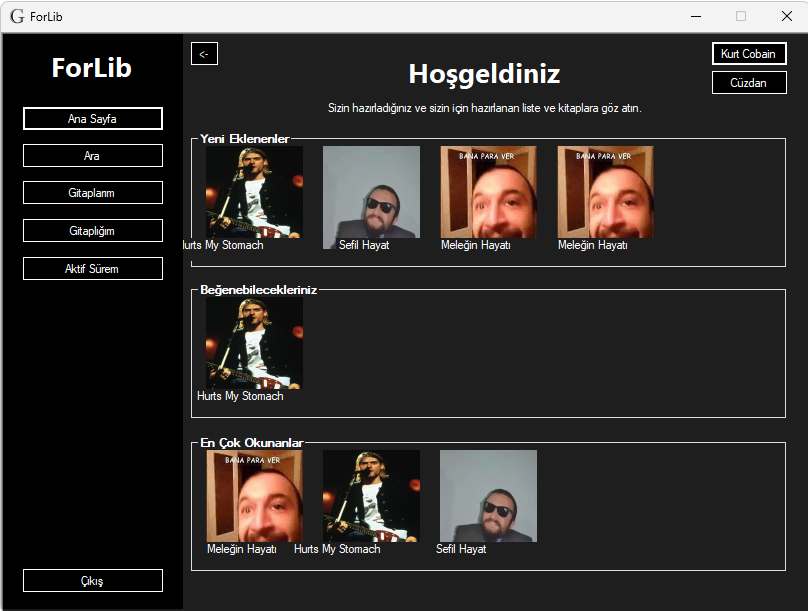 G ForLib
ForLib
Ana Sayfa
Ara
Gitaplarım
Gitaplığım
Aktif Sürem
Çıkış
<-
Kurt Cobain
Cüzdan
Hoşgeldiniz
Sizin hazırladığınız ve sizin için hazırlanan liste ve kitaplara göz atın.
Yeni Eklenenler
BANA PARA VER
BANA PARA VER
Hurts My Stomach
Sefil Hayat
Meleğin Hayatı
Meleğin Hayatı
Beğenebilecekleriniz
Hurts My Stomach
En Çok Okunanlar
BANA PARA VER
Meleğin Hayatı
Hurts My Stomach
Sefil Hayat